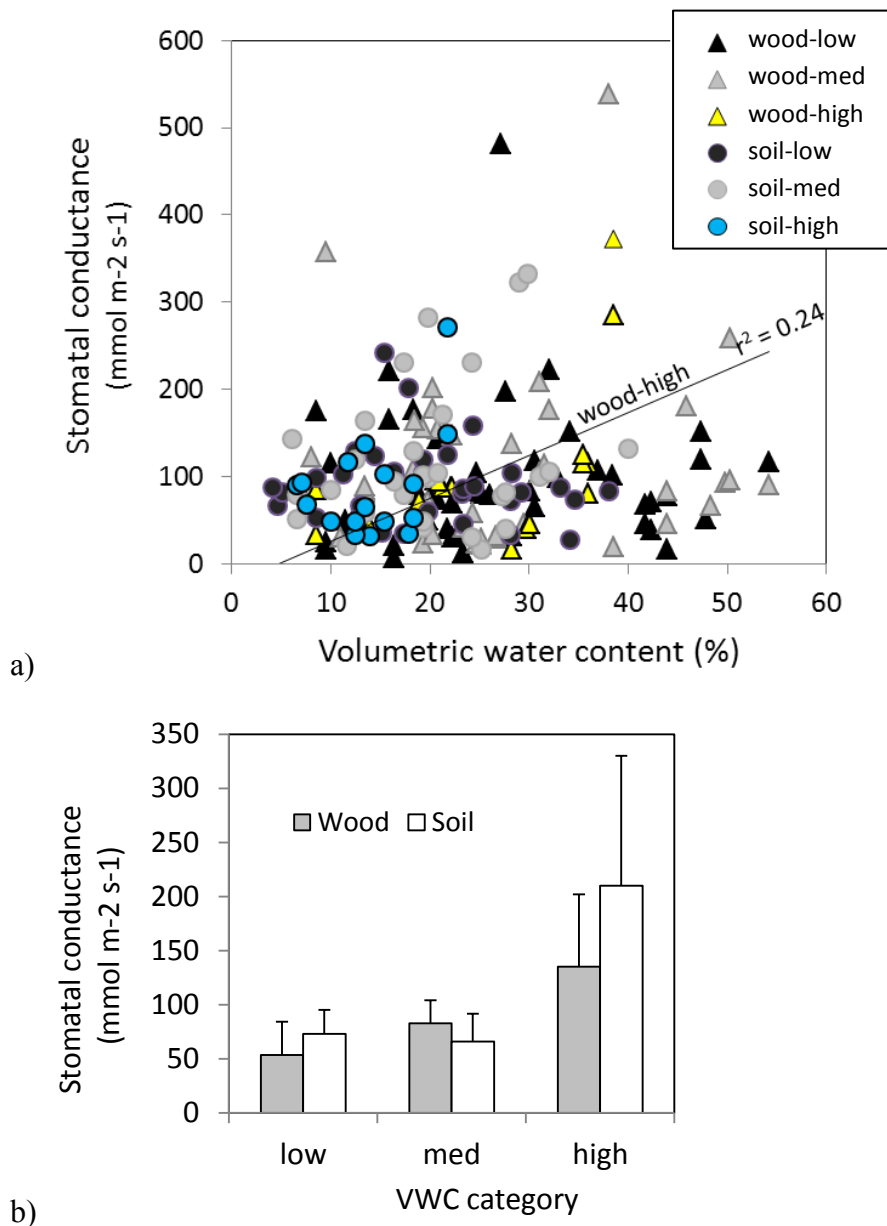 600
500
400
300
200
100
0
Stomatal conductance
(mmol m-2 s-1)
wood-low
wood-med
wood-high
soil-low
soil-med
soil-high
wood-high
r² = 0.24
0 10 20 30 40 50 60
Volumetric water content (%)
a)
350
300
250
200
150
100
50
0
Stomatal conductance
(mmol m-2 s-1)
Wood Soil
low med high
VWC category
b)